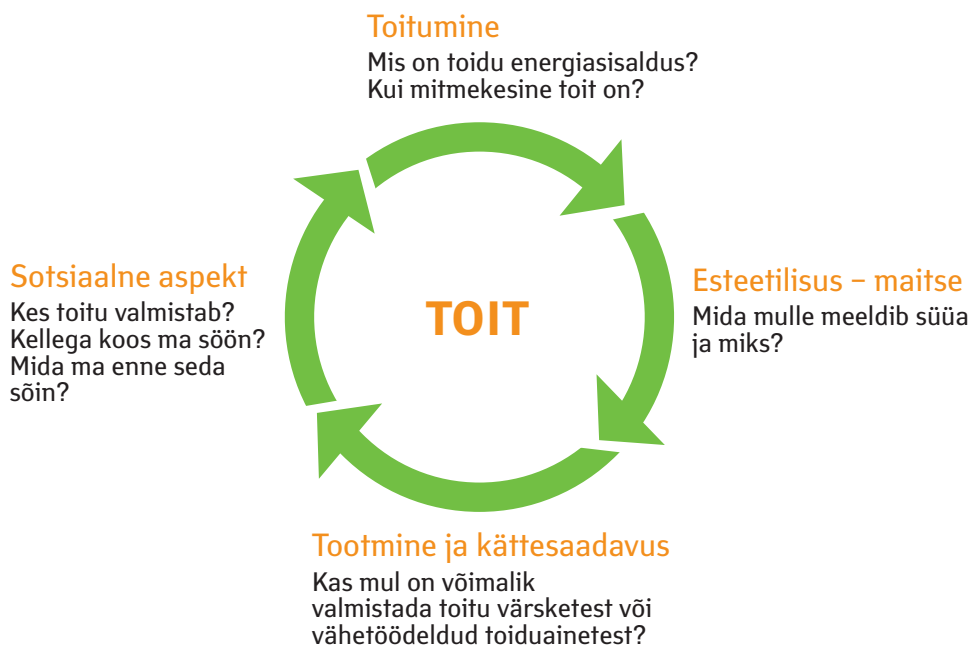 Toitumine
Mis on toidu energiasisaldus?
Kui mitmekesine toit on?
Sotsiaalne aspekt
Kes toitu valmistab?
Kellega koos ma söön?
Mida ma enne seda
sõin?
TOIT
Esteetilisus – maitse
Mida mulle meeldib süüa
ja miks?
Tootmine ja kättesaadavus
Kas mul on võimalik
valmistada toitu värsketest või
vähetöödeldud toiduainetest?